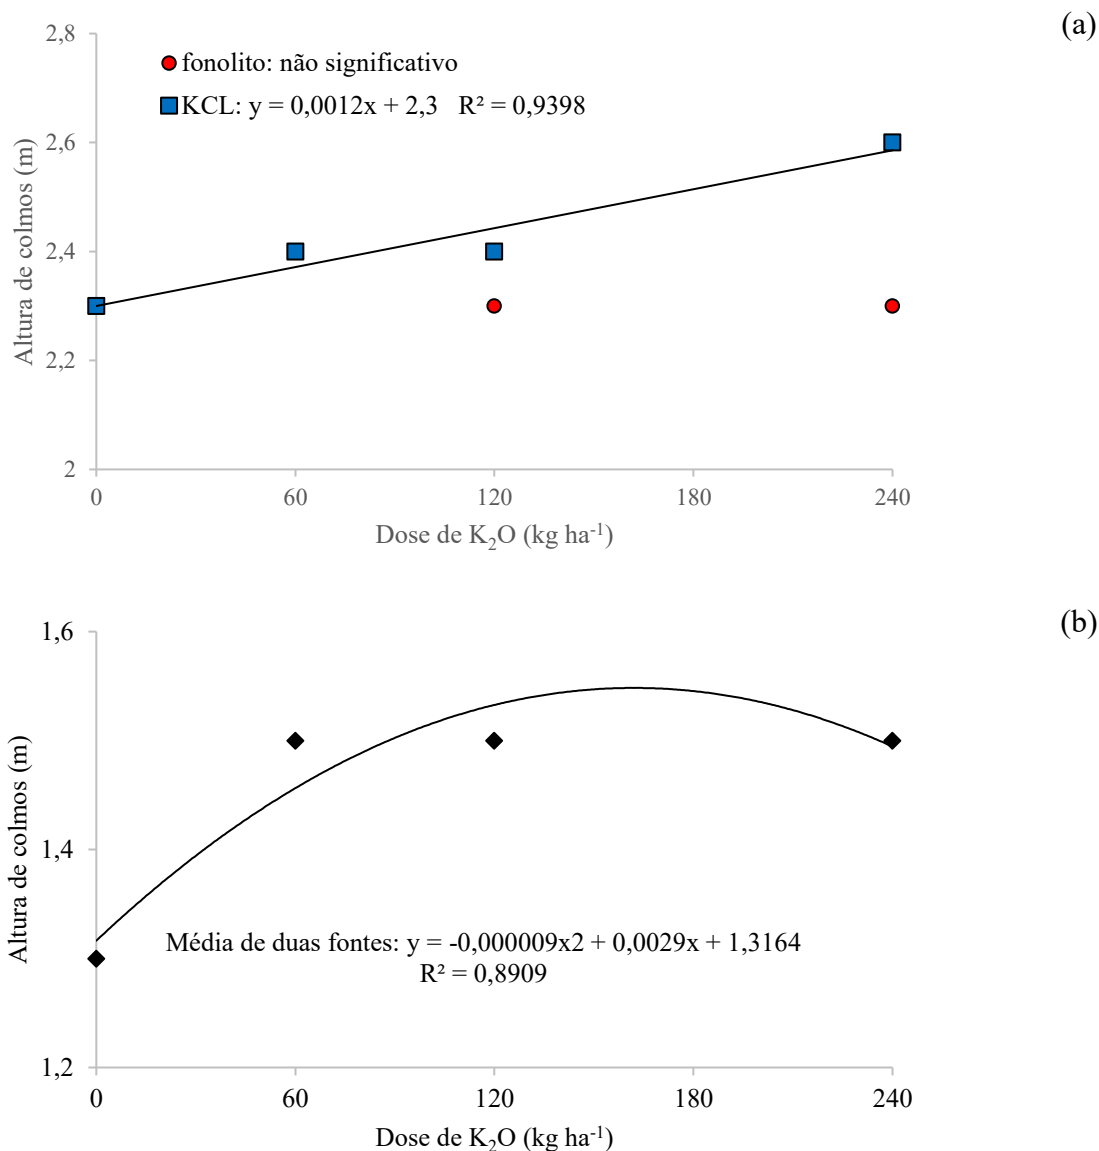 (a)
2,8
2,6
2,4
2,2
2
Altura de colmos (m)
fonolito: não significativo
KCL: y = 0,0012x + 2,3 R² = 0,9398
0 60 120 180 240
Dose de K₂O (kg ha⁻¹)
(b)
1,6
1,4
1,2
Altura de colmos (m)
Média de duas fontes: y = -0,000009x2 + 0,0029x + 1,3164
R² = 0,8909
0 60 120 180 240
Dose de K₂O (kg ha⁻¹)